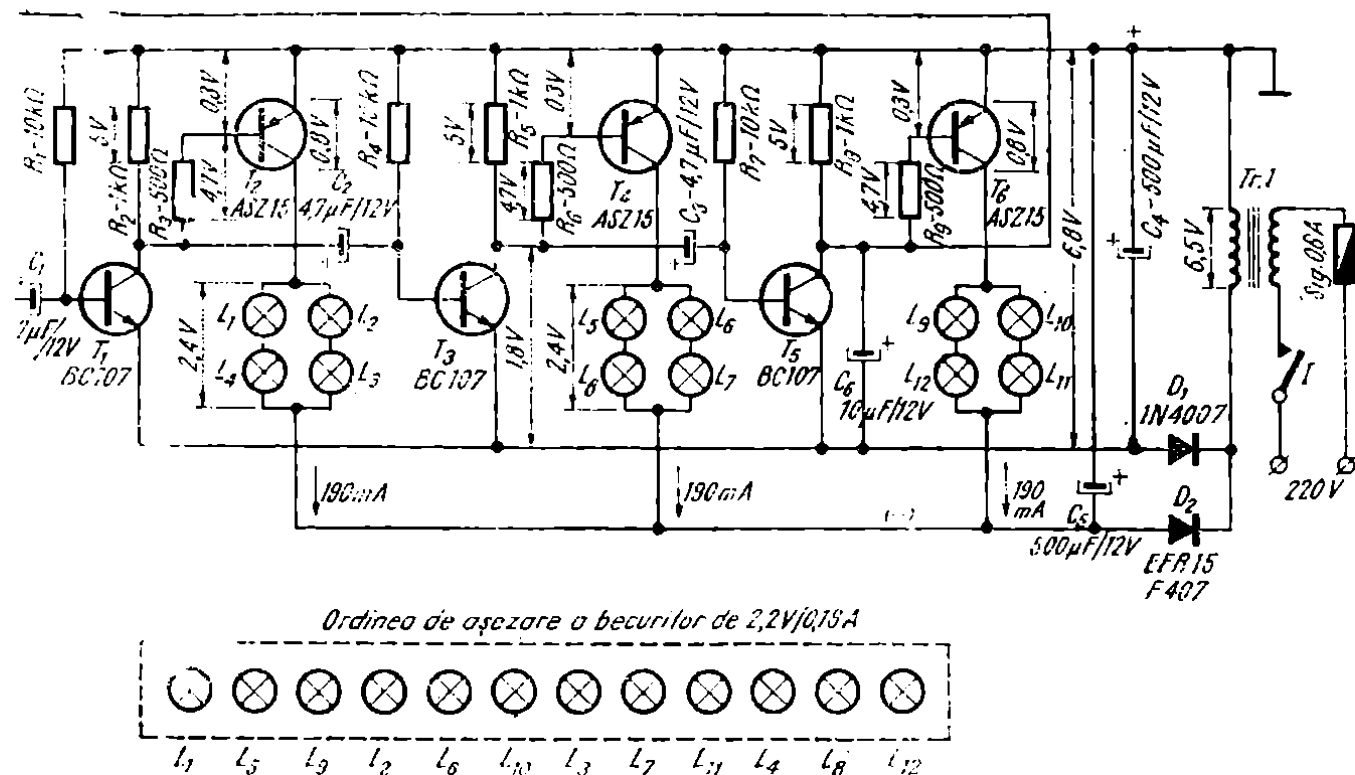 R1-10kΩ
5V
R2-1kΩ
0,3V
4,7V
R3-500Ω
T2
ASZ15
0,8V
C2
4,7µF/12V
R4-10kΩ
5V
R5-1kΩ
0,3V
4,7V
R6-500Ω
T4
ASZ15
C3-4,7µF/12V
R7-10kΩ
5V
R8-1kΩ
0,3V
4,7V
R9-500Ω
T6
ASZ15
0,8V
6,8V
+
C4-500µF/12V
+
Tr.1
6,5V
Sig. 0,6A
C1
µF/
12V
T1
BC107
2,4V
L1
L2
L4
L3
+
T3
BC107
1,8V
+
2,4V
L5
L6
L8
L7
T5
BC107
+
C6
10µF/12V
L9
L10
L12
L11
D1
1N4007
I
220V
190mA
190mA
(-)
190
mA
+
C5
500µF/12V
D2
EFR15
F407
Ordinea de așezare a becurilor de 2,2V/0,18A
L1 L5 L9 L2 L6 L10 L3 L7 L11 L4 L8 L12